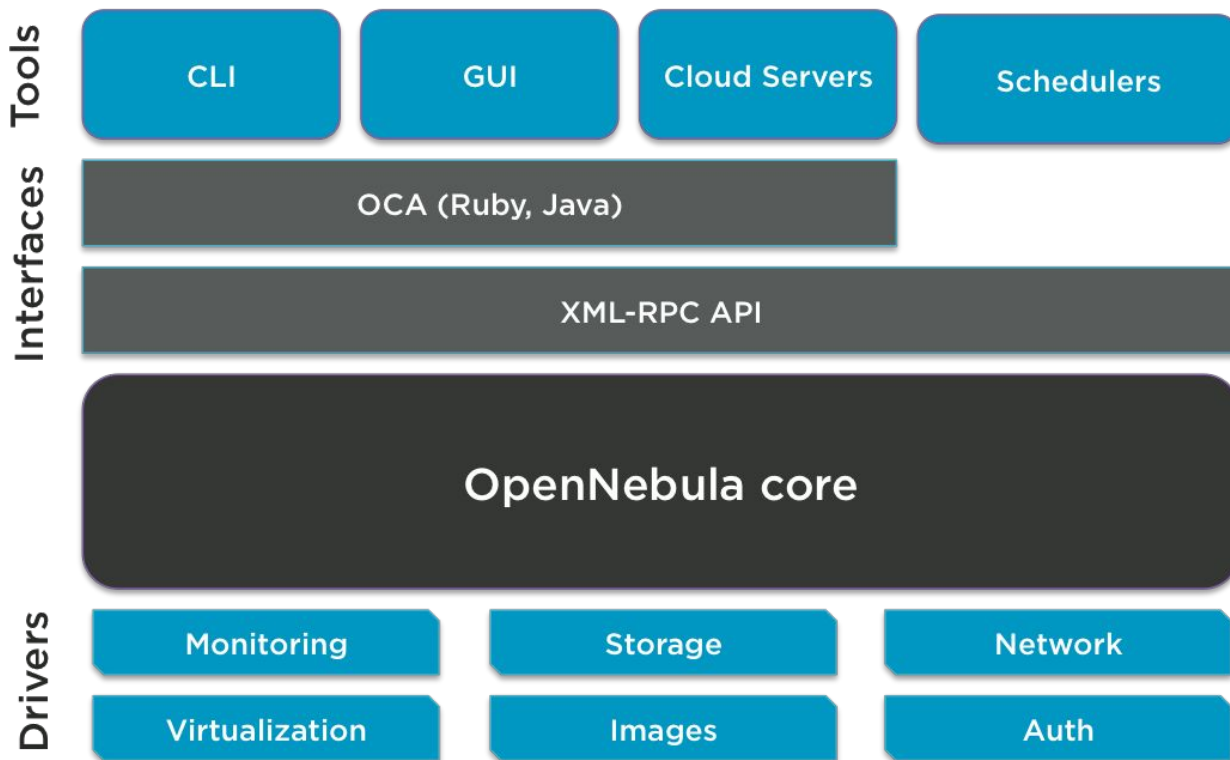 Tools
CLI
GUI
Cloud Servers
Schedulers
Interfaces
OCA (Ruby, Java)
XML-RPC API
OpenNebula core
Drivers
Monitoring
Storage
Network
Virtualization
Images
Auth